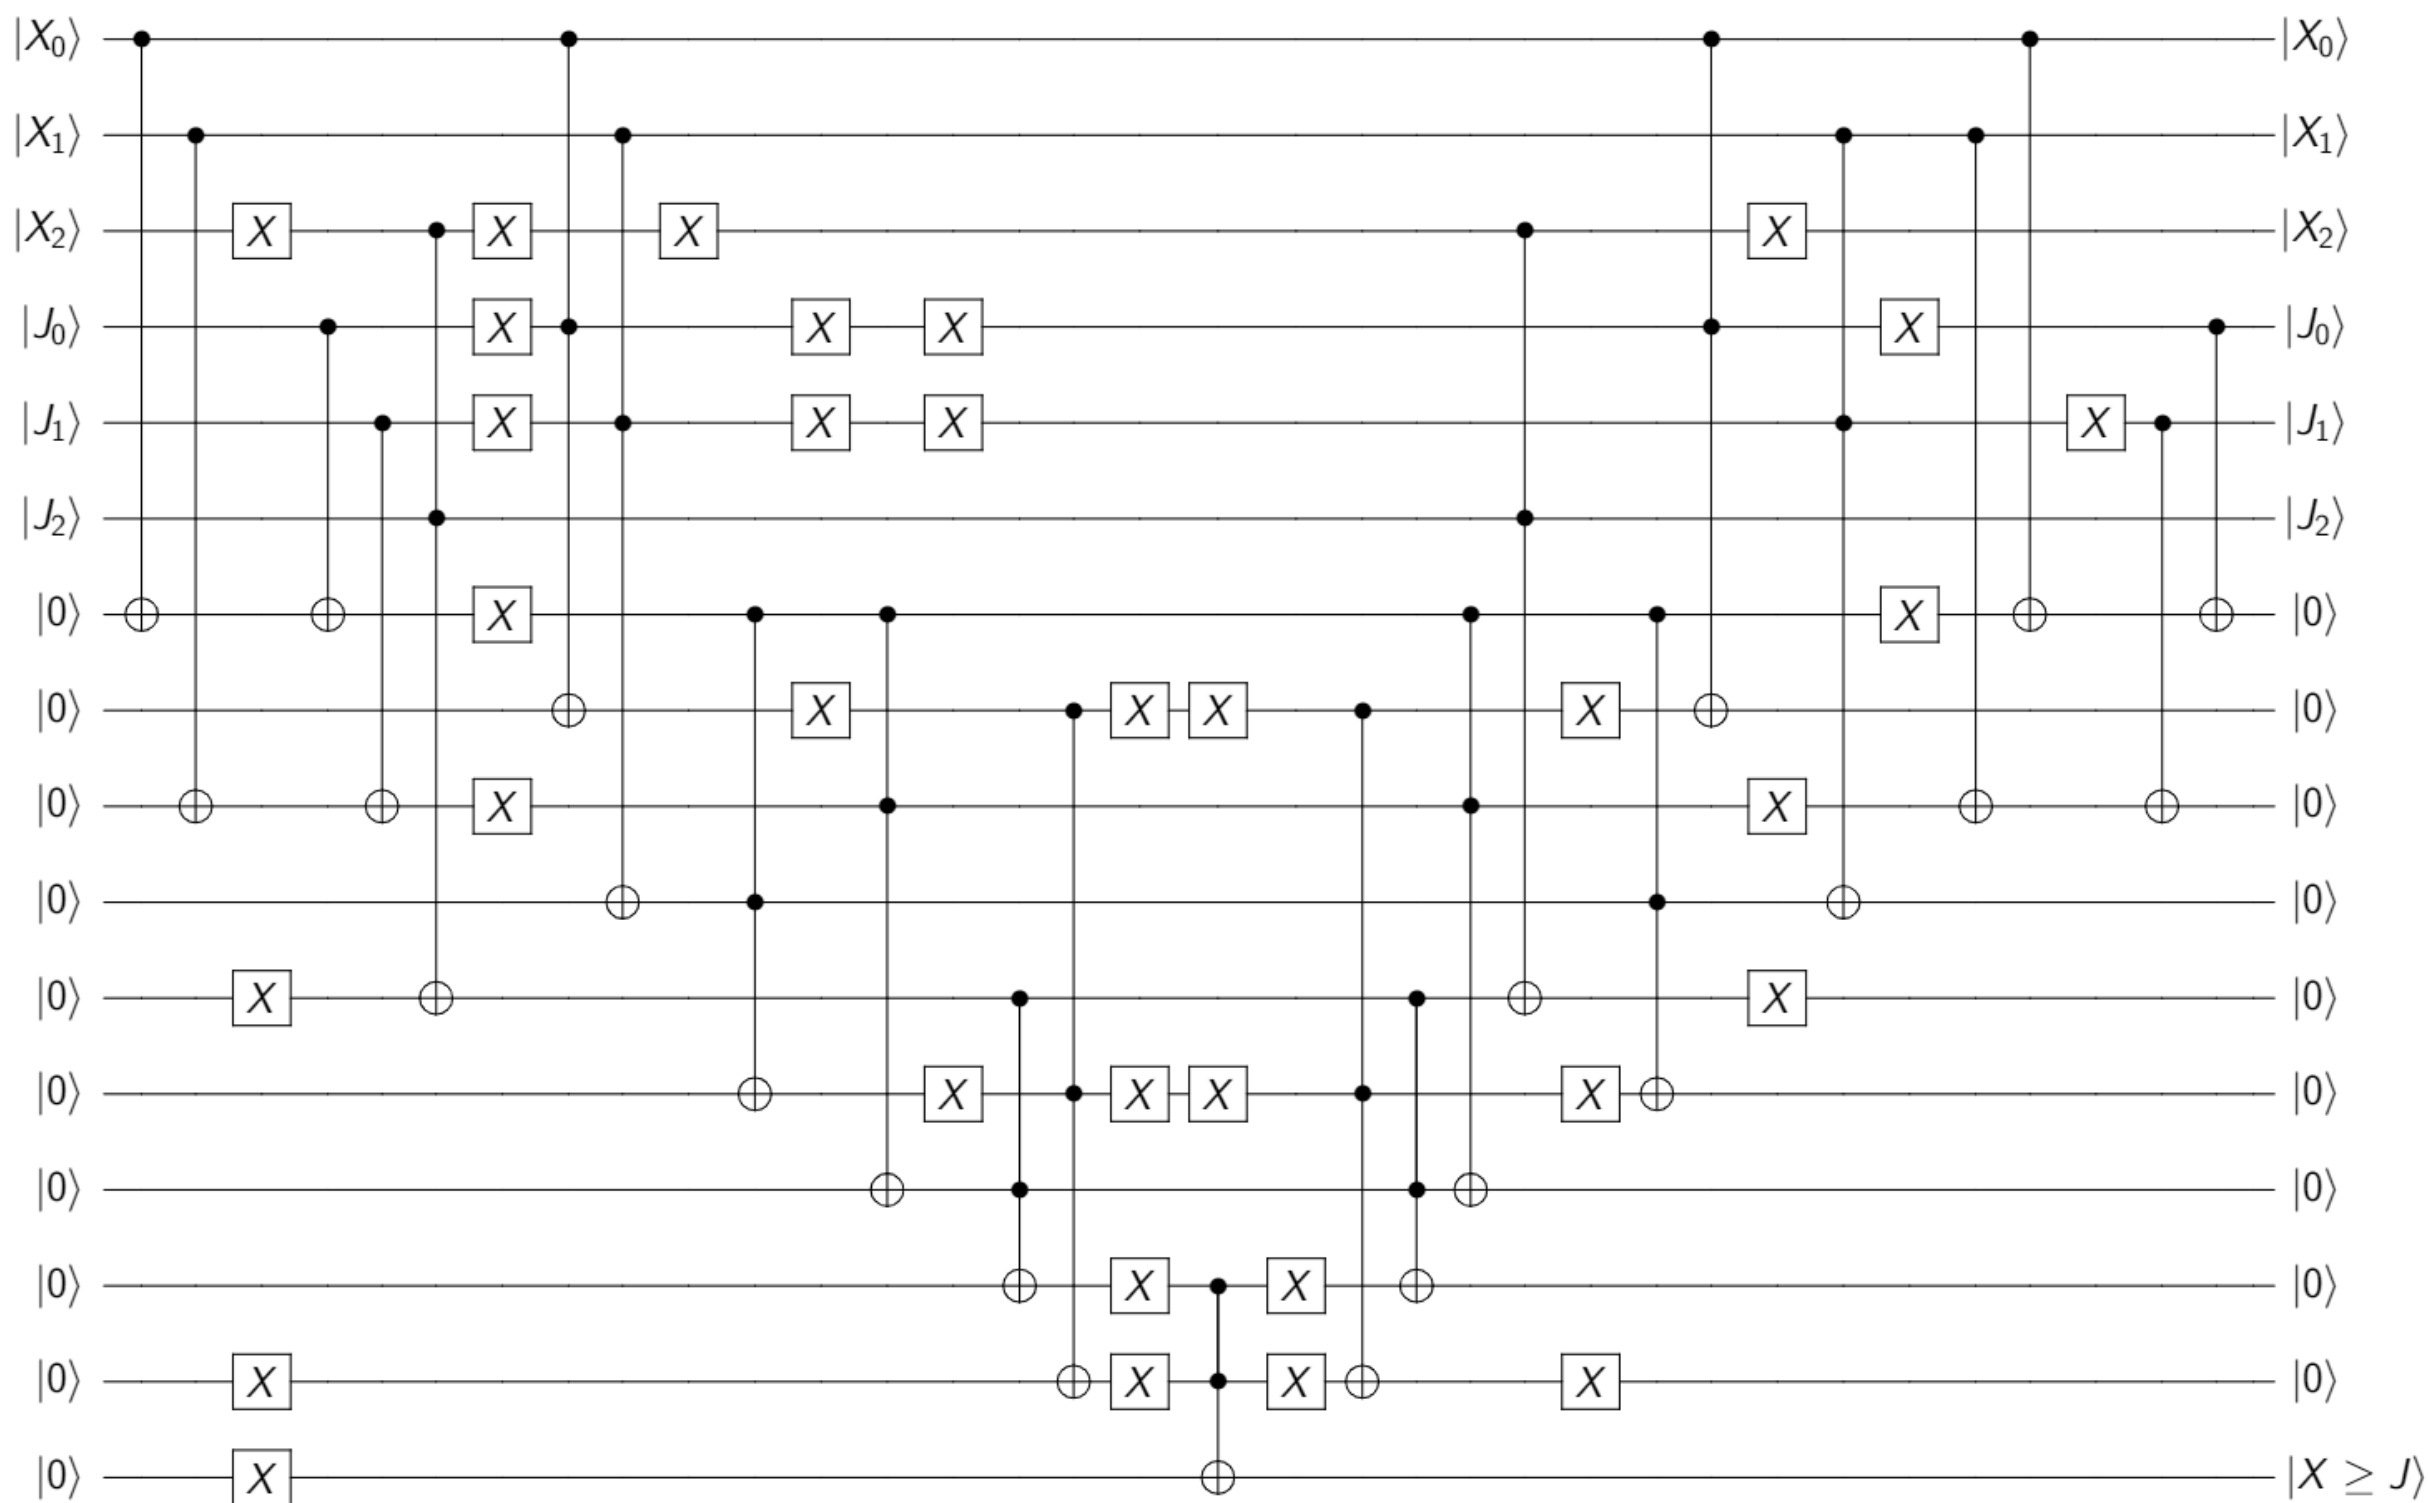 |X₀⟩ |X₀⟩
|X₁⟩ |X₁⟩
|X₂⟩ X X X X |X₂⟩
|J₀⟩ X X X X |J₀⟩
|J₁⟩ X X X X |J₁⟩
|J₂⟩ |J₂⟩
|0⟩ X X |0⟩
|0⟩ X X X X |0⟩
|0⟩ X X |0⟩
|0⟩ |0⟩
|0⟩ X X |0⟩
|0⟩ X X X X |0⟩
|0⟩ |0⟩
|0⟩ X X |0⟩
|0⟩ X X X X |0⟩
|0⟩ X |X ≥ J⟩